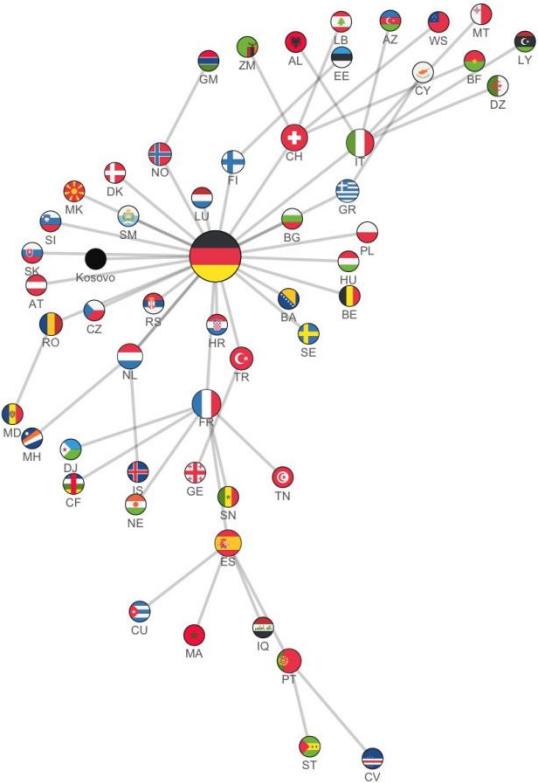 LB
AZ
WS
MT
ZM
AL
EE
LY
GM
CY
BF
DZ
NO
FI
CH
IT
DK
MK
LU
GR
SI
SM
BG
PL
SK
Kosovo
HU
AT
RS
BA
BE
RO
CZ
HR
SE
NL
TR
MD
MH
FR
DJ
CF
IS
GE
TN
NE
SN
ES
CU
MA
IQ
PT
ST
CV